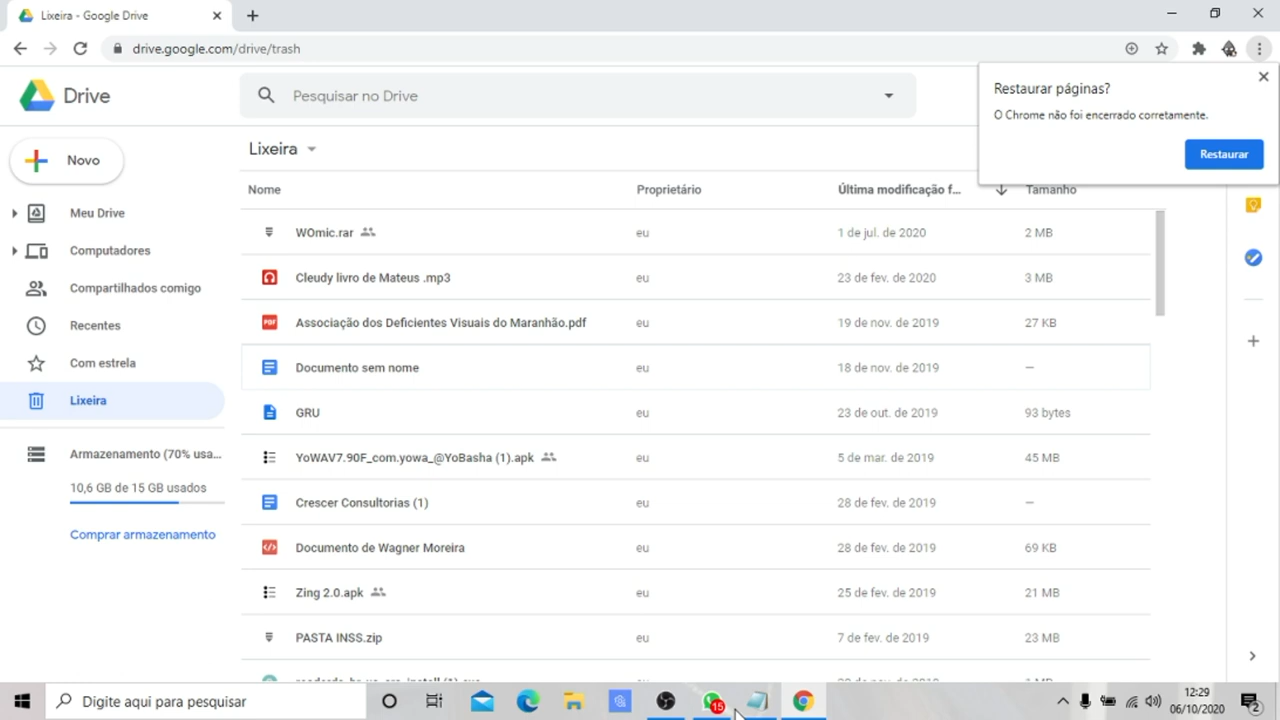 Lixeira - Google Drive
drive.google.com/drive/trash
Drive
Pesquisar no Drive
Restaurar páginas?
O Chrome não foi encerrado corretamente.
Restaurar
Novo
Lixeira
Nome Proprietário Última modificação f... Tamanho
Meu Drive
Computadores
Compartilhados comigo
Recentes
Com estrela
Lixeira
Armazenamento (70% usa...
10,6 GB de 15 GB usados
Comprar armazenamento
WOmic.rar eu 1 de jul. de 2020 2 MB
Cleudy livro de Mateus .mp3 eu 23 de fev. de 2020 3 MB
PDF Associação dos Deficientes Visuais do Maranhão.pdf eu 19 de nov. de 2019 27 KB
Documento sem nome eu 18 de nov. de 2019 —
GRU eu 23 de out. de 2019 93 bytes
YoWAV7.90F_com.yowa_@YoBasha (1).apk eu 5 de mar. de 2019 45 MB
Crescer Consultorias (1) eu 28 de fev. de 2019 —
Documento de Wagner Moreira eu 28 de fev. de 2019 69 KB
Zing 2.0.apk eu 25 de fev. de 2019 21 MB
PASTA INSS.zip eu 7 de fev. de 2019 23 MB
Digite aqui para pesquisar
15
12:29
06/10/2020
2